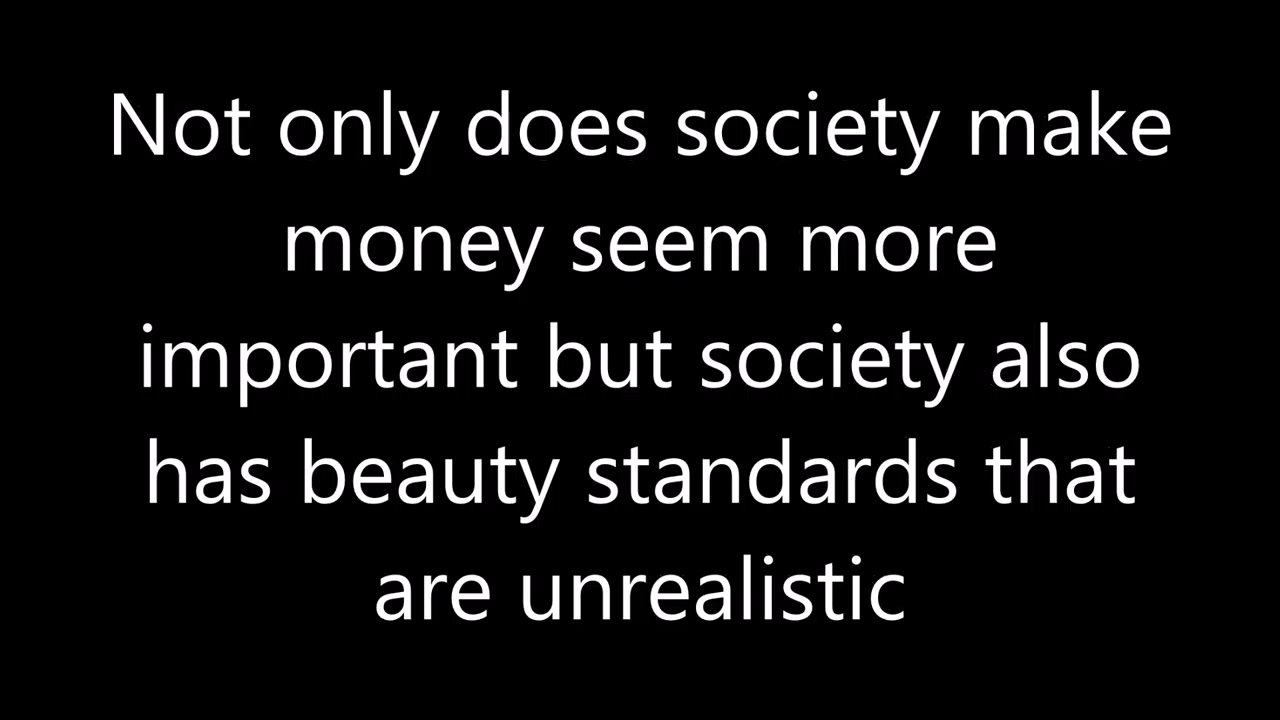 Not only does society make
money seem more
important but society also
has beauty standards that
are unrealistic